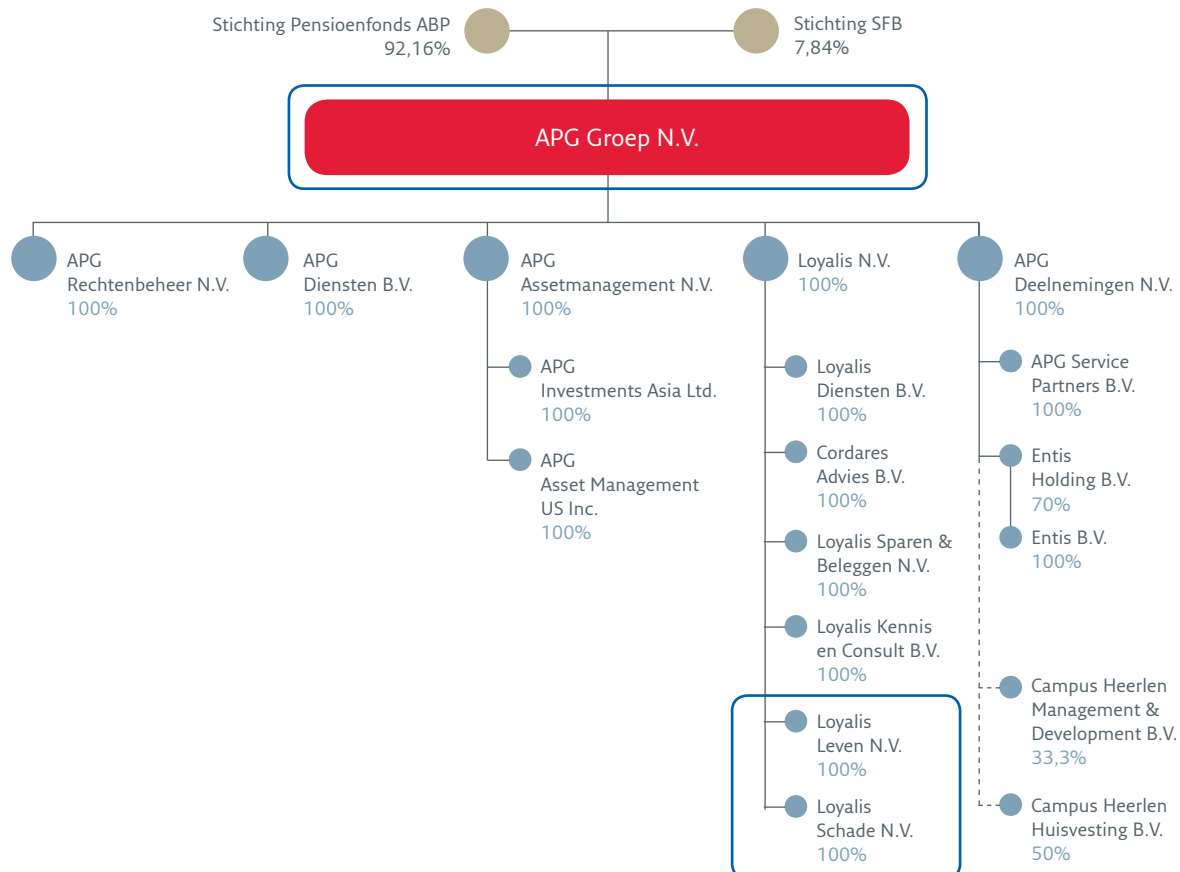 Stichting Pensioenfonds ABP
92,16%
Stichting SFB
7,84%
APG Groep N.V.
APG
Rechtenbeheer N.V.
100%
APG
Diensten B.V.
100%
APG
Assetmanagement N.V.
100%
APG
Investments Asia Ltd.
100%
APG
Asset Management
US Inc.
100%
Loyalis N.V.
100%
Loyalis
Diensten B.V.
100%
Cordares
Advies B.V.
100%
Loyalis Sparen &
Beleggen N.V.
100%
Loyalis Kennis
en Consult B.V.
100%
Loyalis
Leven N.V.
100%
Loyalis
Schade N.V.
100%
APG
Deelnemingen N.V.
100%
APG Service
Partners B.V.
100%
Entis
Holding B.V.
70%
Entis B.V.
100%
Campus Heerlen
Management &
Development B.V.
33,3%
Campus Heerlen
Huisvesting B.V.
50%